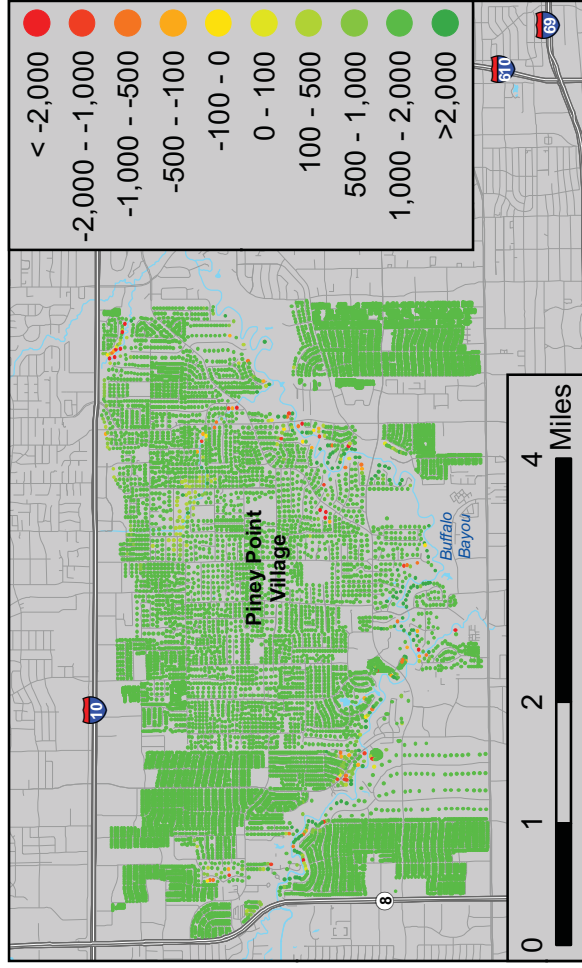 < -2,000
-2,000 - -1,000
-1,000 - -500
-500 - -100
-100 - 0
0 - 100
100 - 500
500 - 1,000
1,000 - 2,000
>2,000
10
69
610
8
Piney Point
Village
Buffalo
Bayou
0 1 2 4
Miles